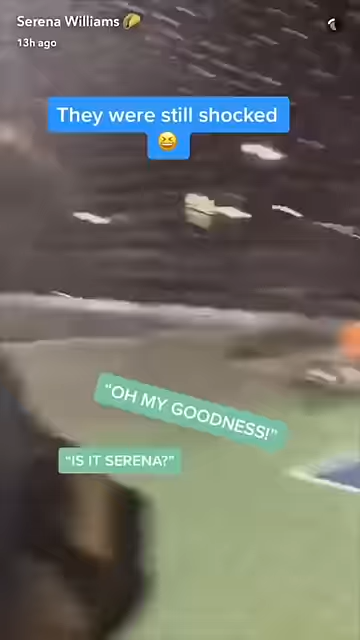 Serena Williams 🌮
13h ago
They were still shocked
😆
"OH MY GOODNESS!"
"IS IT SERENA?"